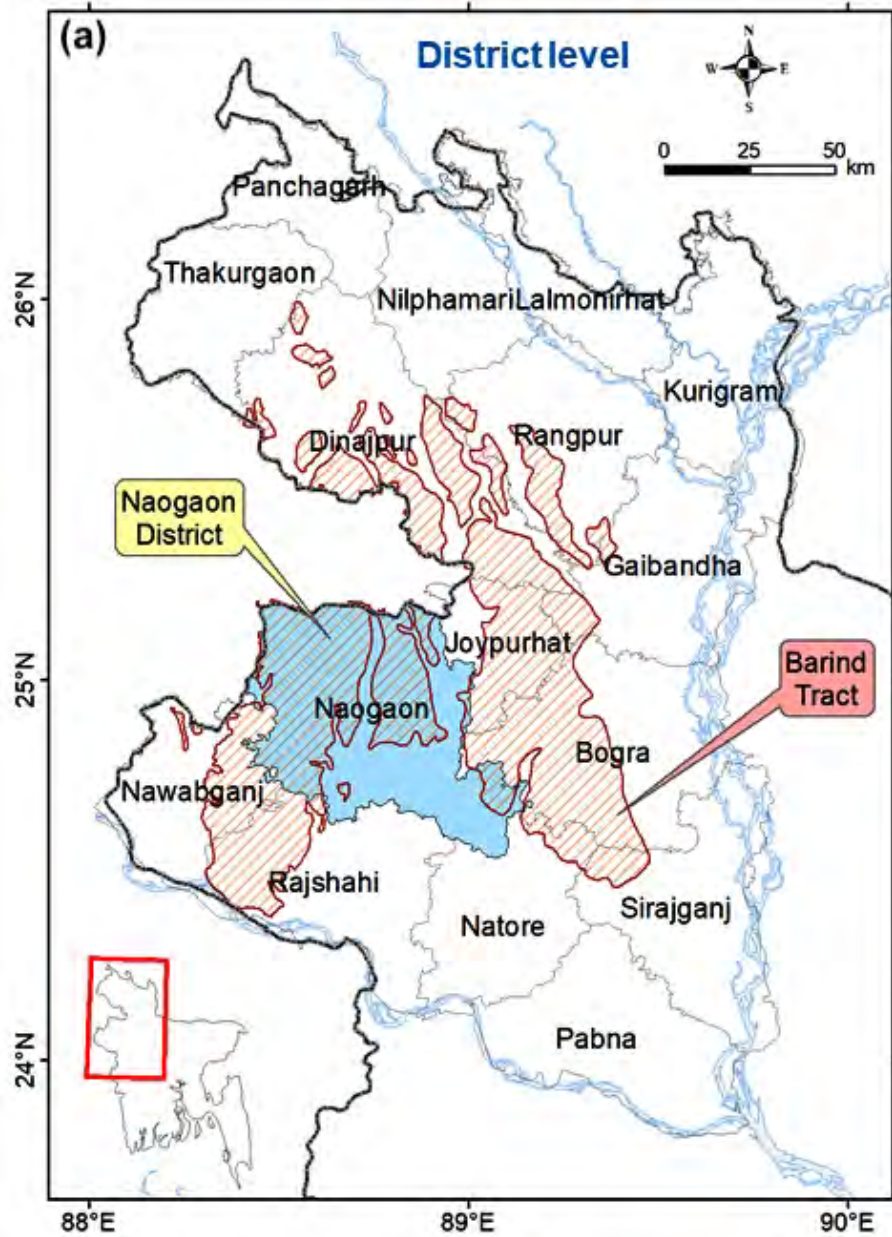 (a)
District level
N
W E
S
0 25 50
km
Panchagarh
Thakurgaon
26°N
Nilphamari
Lalmonirhat
Kurigram
Dinajpur
Rangpur
Naogaon
District
Gaibandha
Joypurhat
25°N
Barind
Tract
Naogaon
Bogra
Nawabganj
Rajshahi
Sirajganj
Natore
24°N
Pabna
88°E
89°E
90°E